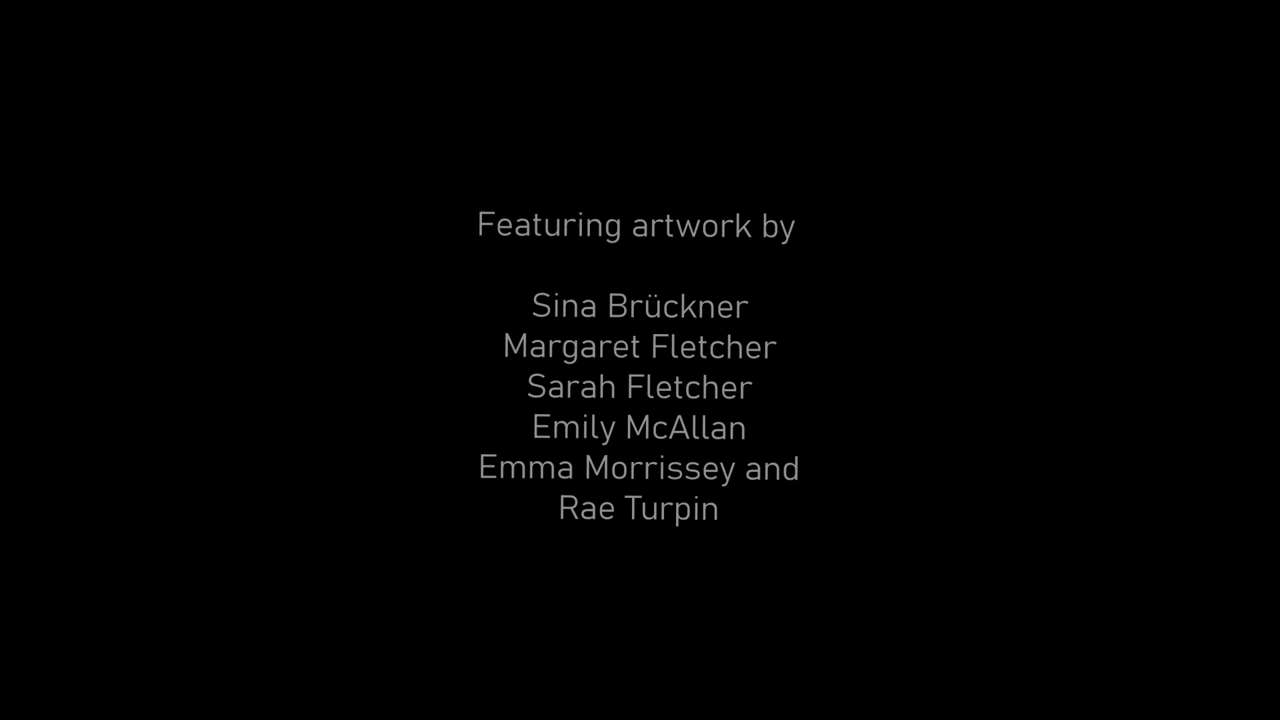 Featuring artwork by
Sina Brückner
Margaret Fletcher
Sarah Fletcher
Emily McAllan
Emma Morrissey and
Rae Turpin